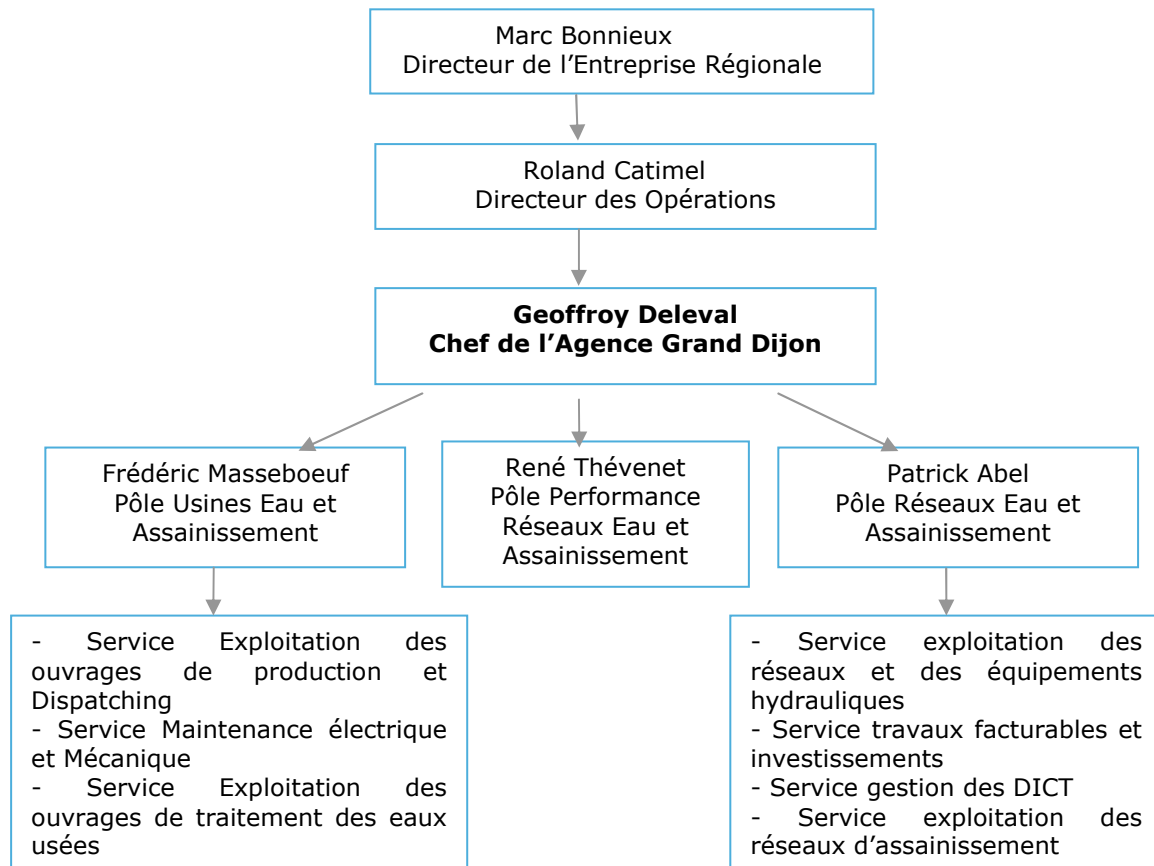 Marc Bonnieux
Directeur de l'Entreprise Régionale
Roland Catimel
Directeur des Opérations
Geoffroy Deleval
Chef de l'Agence Grand Dijon
Frédéric Masseboeuf
Pôle Usines Eau et
Assainissement
René Thévenet
Pôle Performance
Réseaux Eau et
Assainissement
Patrick Abel
Pôle Réseaux Eau et
Assainissement
- Service Exploitation des
ouvrages de production et
Dispatching
- Service Maintenance électrique
et Mécanique
- Service Exploitation des
ouvrages de traitement des eaux
usées
- Service exploitation des
réseaux et des équipements
hydrauliques
- Service travaux facturables et
investissements
- Service gestion des DICT
- Service exploitation des
réseaux d'assainissement